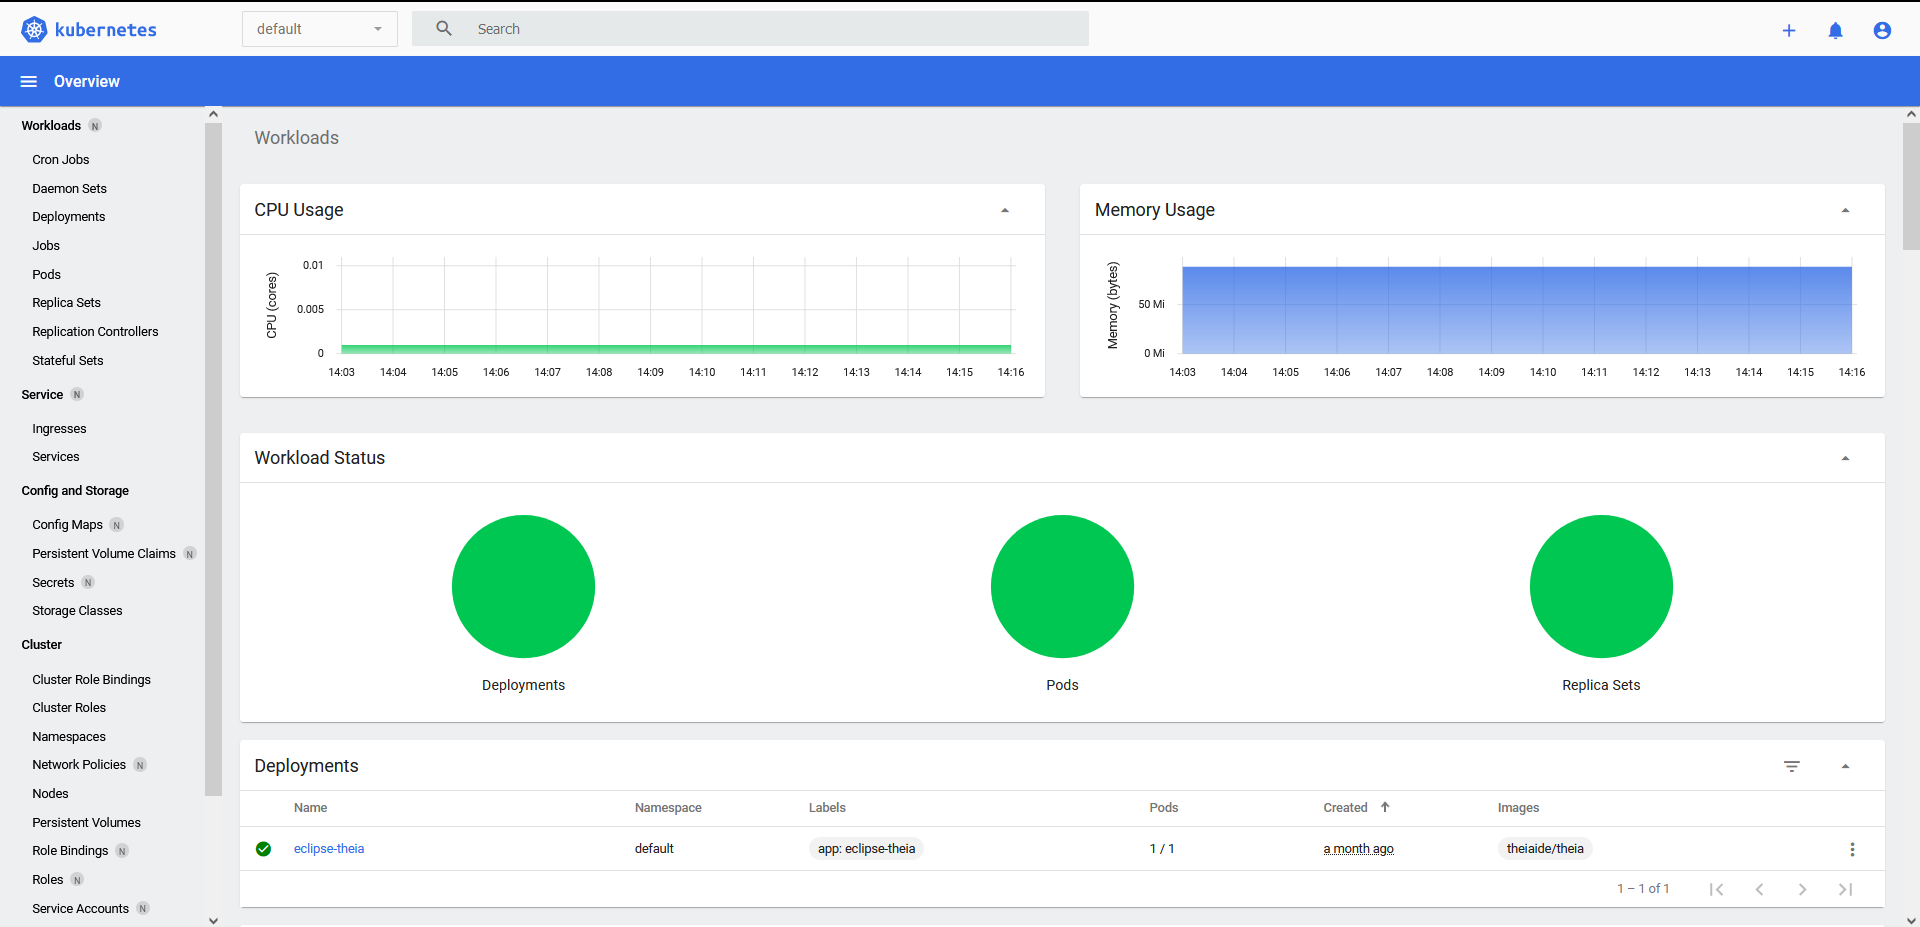 kubernetes
default
Search
Overview
Workloads N
Cron Jobs
Daemon Sets
Deployments
Jobs
Pods
Replica Sets
Replication Controllers
Stateful Sets
Service N
Ingresses
Services
Config and Storage
Config Maps N
Persistent Volume Claims N
Secrets N
Storage Classes
Cluster
Cluster Role Bindings
Cluster Roles
Namespaces
Network Policies N
Nodes
Persistent Volumes
Role Bindings N
Roles N
Service Accounts N
Workloads
CPU Usage
CPU (cores)
0.01
0.005
0
14:03 14:04 14:05 14:06 14:07 14:08 14:09 14:10 14:11 14:12 14:13 14:14 14:15 14:16
Memory Usage
Memory (bytes)
50 Mi
0 Mi
14:03 14:04 14:05 14:06 14:07 14:08 14:09 14:10 14:11 14:12 14:13 14:14 14:15 14:16
Workload Status
Deployments
Pods
Replica Sets
Deployments
Name Namespace Labels Pods Created Images
eclipse-theia default app: eclipse-theia 1 / 1 a month ago theiaide/theia
1 – 1 of 1